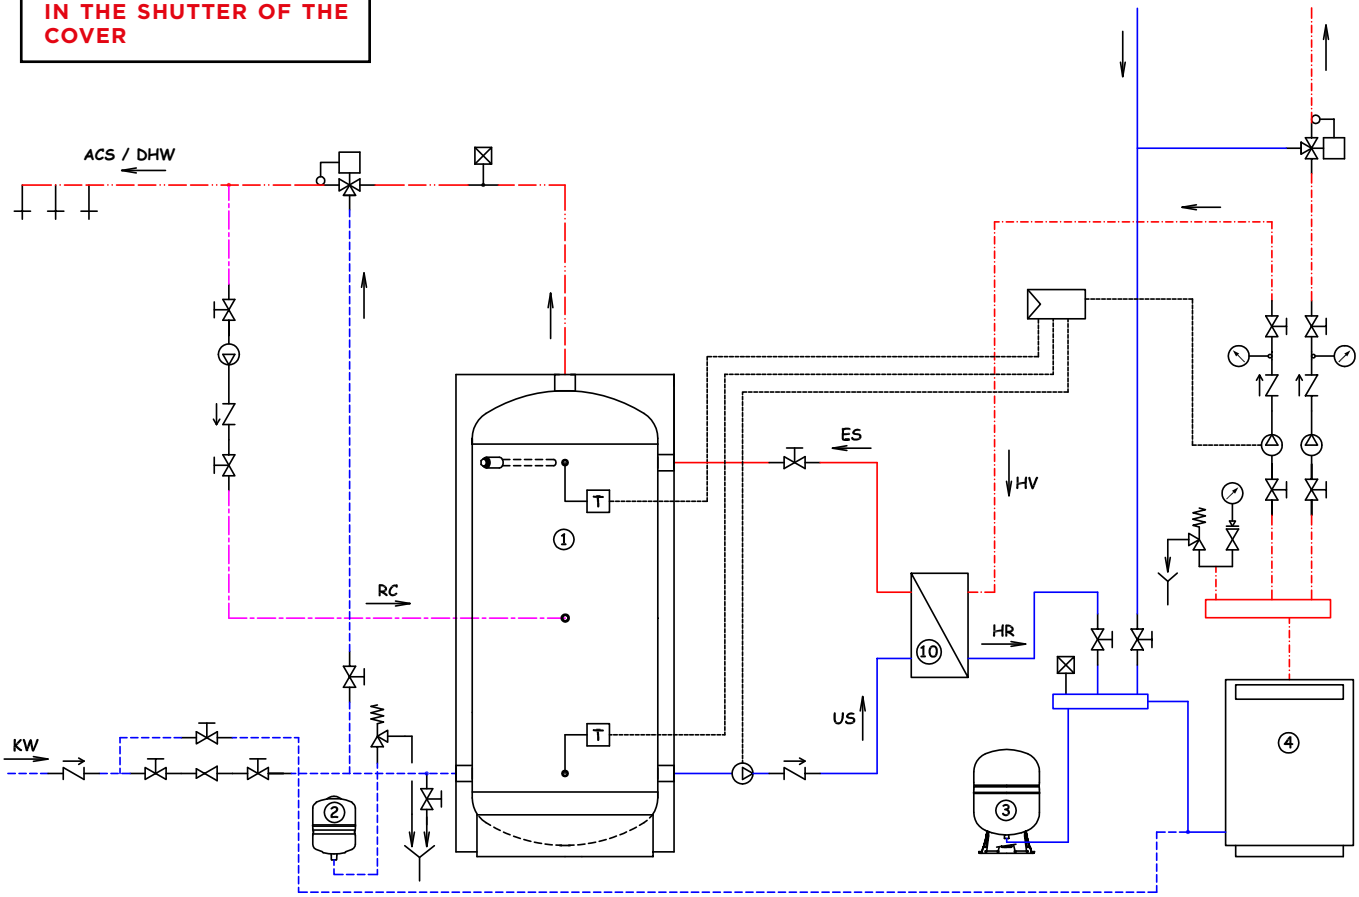 IN THE SHUTTER OF THE
COVER
ACS / DHW
ES
HV
T
1
RC
HR
10
US
T
KW
2
3
4